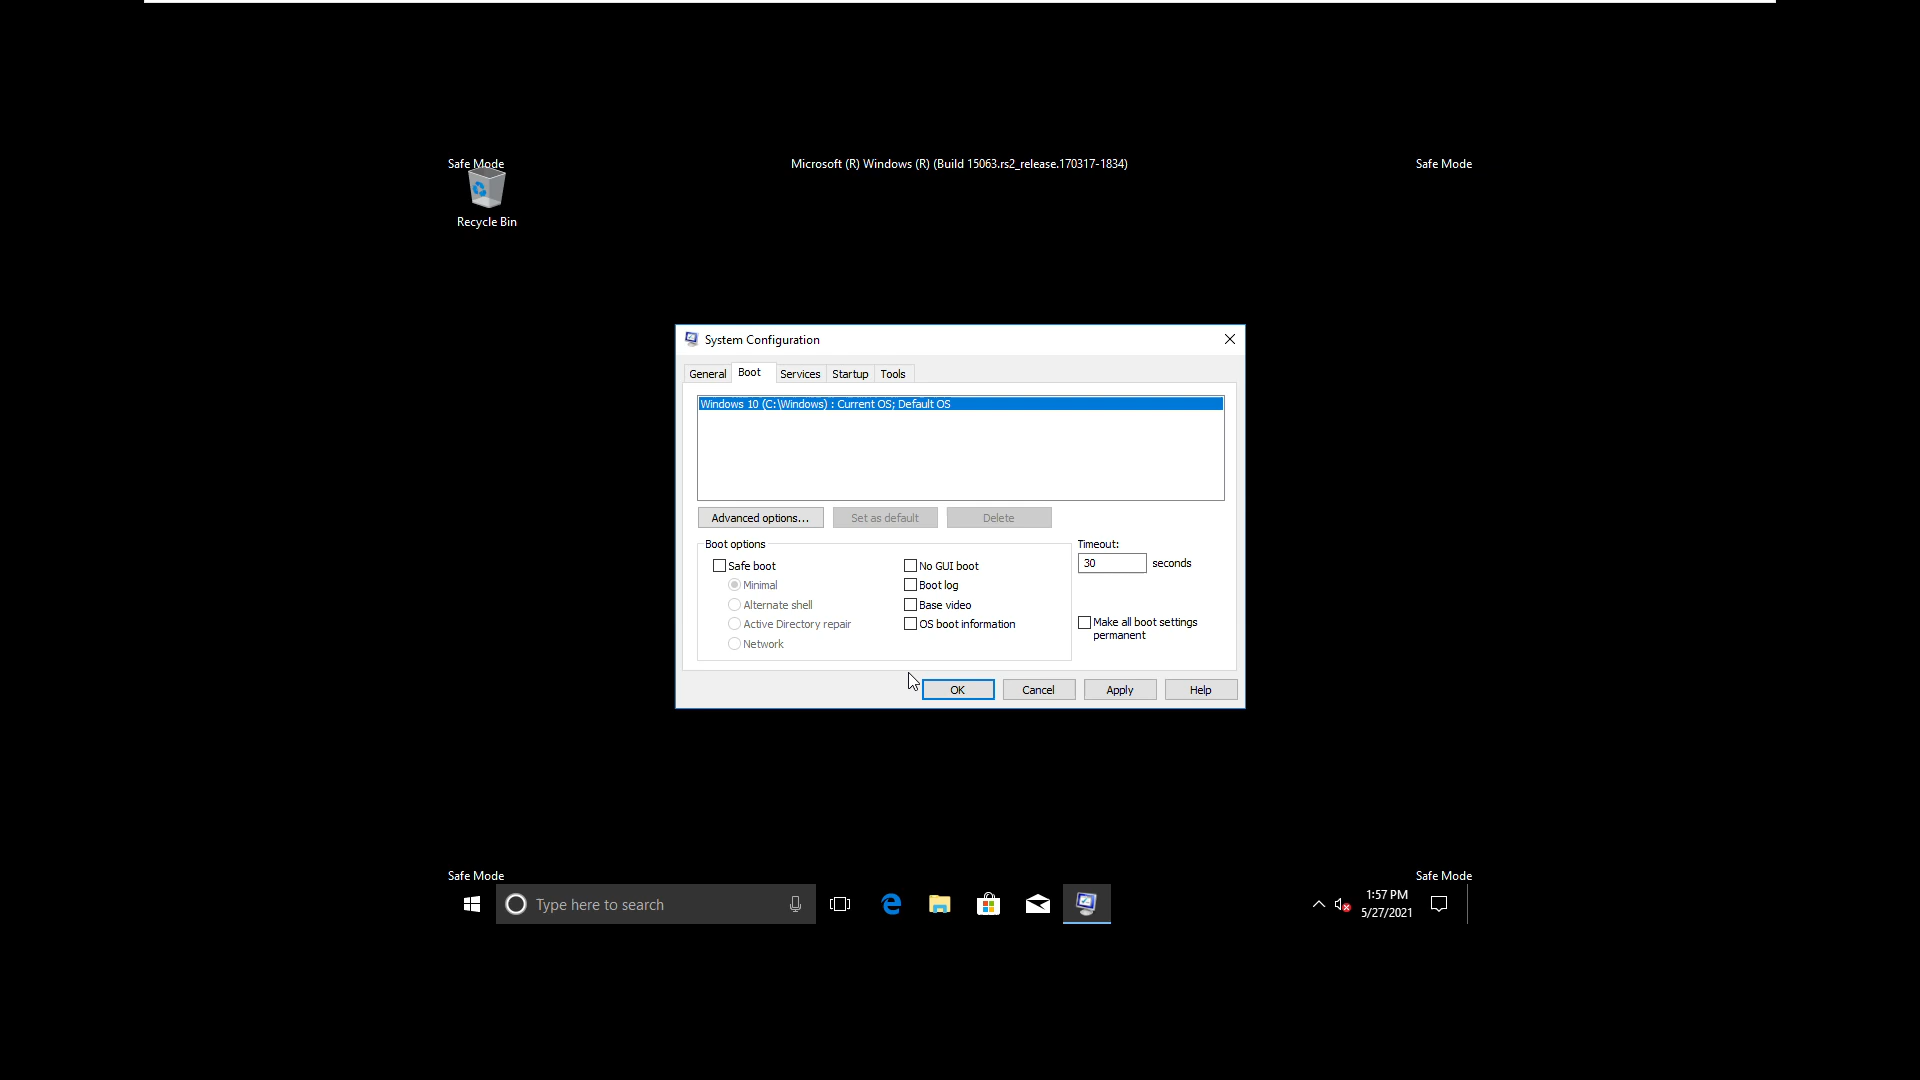 Safe Mode
Microsoft (R) Windows (R) (Build 15063.rs2_release.170317-1834)
Safe Mode
Recycle Bin
System Configuration
General Boot Services Startup Tools
Windows 10 (C:\Windows) : Current OS; Default OS
Advanced options...
Set as default
Delete
Boot options
Timeout:
Safe boot
No GUI boot
30 seconds
Minimal
Boot log
Alternate shell
Base video
Active Directory repair
OS boot information
Make all boot settings
permanent
Network
OK
Cancel
Apply
Help
Safe Mode
Safe Mode
Type here to search
1:57 PM
5/27/2021